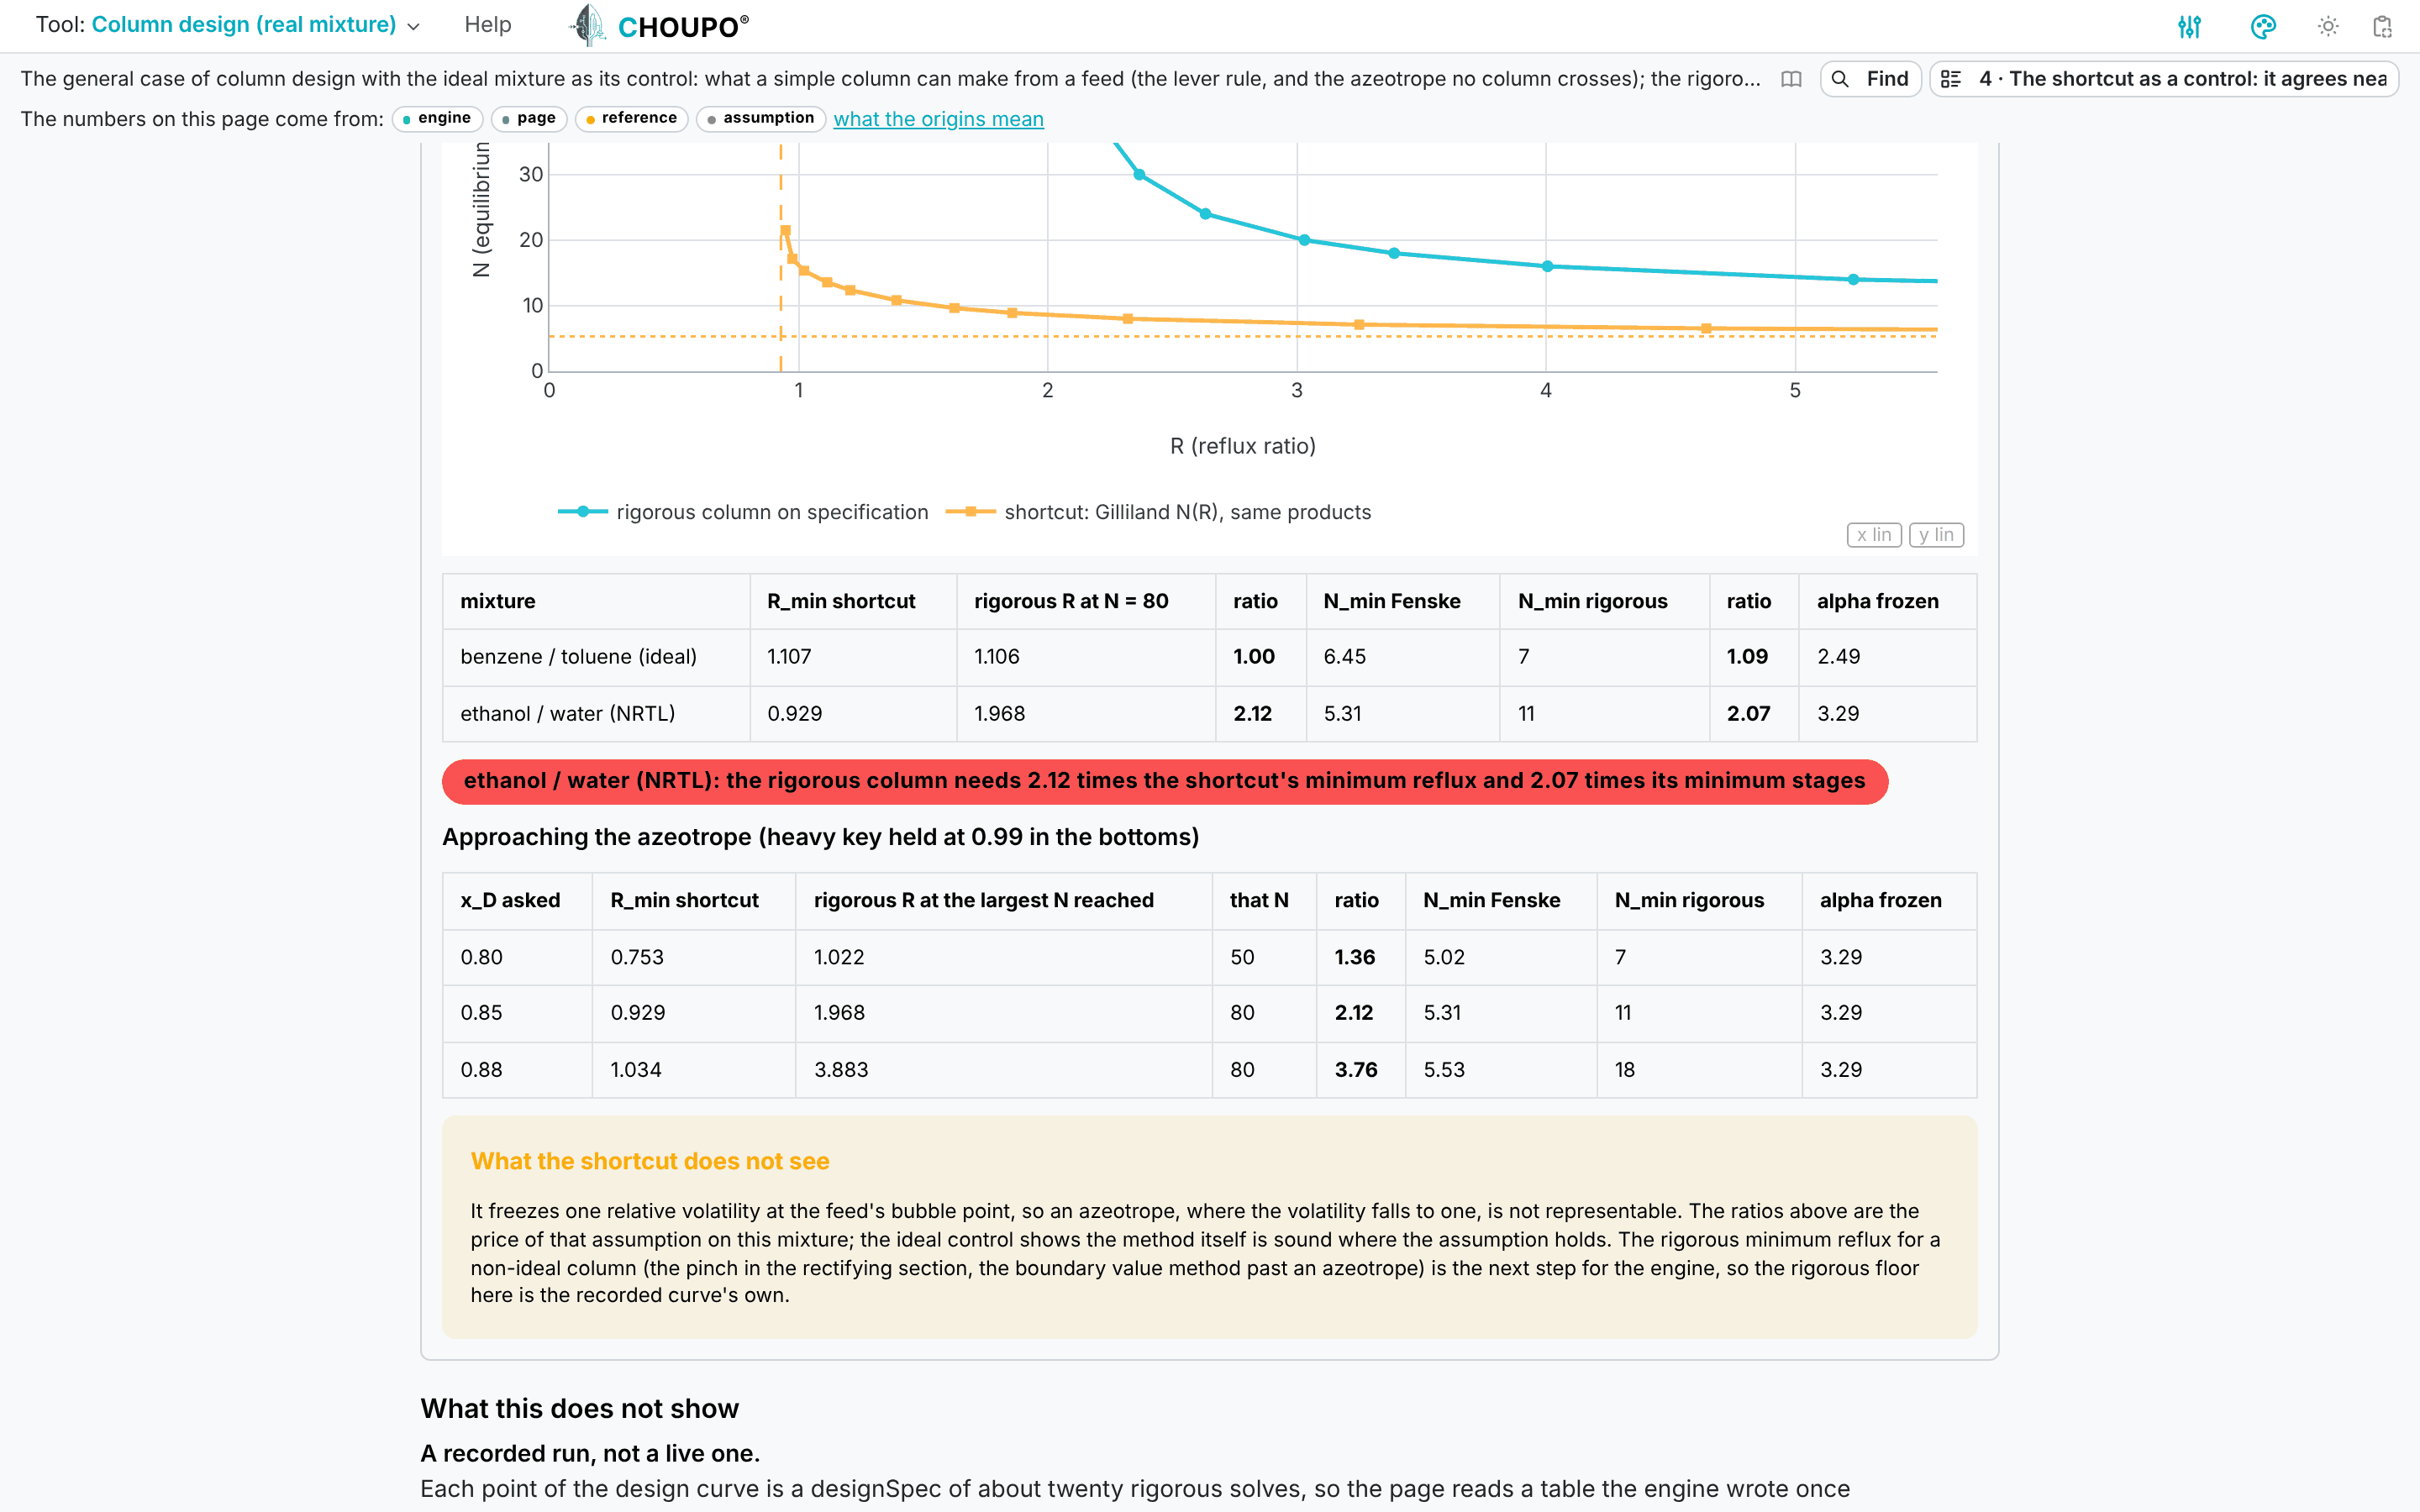 Tool: Column design (real mixture)
Help
CHOUPO®
The general case of column design with the ideal mixture as its control: what a simple column can make from a feed (the lever rule, and the azeotrope no column crosses); the rigoro...
Find
4 · The shortcut as a control: it agrees nea
The numbers on this page come from: engine page reference assumption what the origins mean
N (equilibriun
30
20
10
0
0 1 2 3 4 5
R (reflux ratio)
rigorous column on specification shortcut: Gilliland N(R), same products
x lin y lin
mixture R_min shortcut rigorous R at N = 80 ratio N_min Fenske N_min rigorous ratio alpha frozen
benzene / toluene (ideal) 1.107 1.106 1.00 6.45 7 1.09 2.49
ethanol / water (NRTL) 0.929 1.968 2.12 5.31 11 2.07 3.29
ethanol / water (NRTL): the rigorous column needs 2.12 times the shortcut's minimum reflux and 2.07 times its minimum stages
Approaching the azeotrope (heavy key held at 0.99 in the bottoms)
x_D asked R_min shortcut rigorous R at the largest N reached that N ratio N_min Fenske N_min rigorous alpha frozen
0.80 0.753 1.022 50 1.36 5.02 7 3.29
0.85 0.929 1.968 80 2.12 5.31 11 3.29
0.88 1.034 3.883 80 3.76 5.53 18 3.29
What the shortcut does not see
It freezes one relative volatility at the feed's bubble point, so an azeotrope, where the volatility falls to one, is not representable. The ratios above are the
price of that assumption on this mixture; the ideal control shows the method itself is sound where the assumption holds. The rigorous minimum reflux for a
non-ideal column (the pinch in the rectifying section, the boundary value method past an azeotrope) is the next step for the engine, so the rigorous floor
here is the recorded curve's own.
What this does not show
A recorded run, not a live one.
Each point of the design curve is a designSpec of about twenty rigorous solves, so the page reads a table the engine wrote once